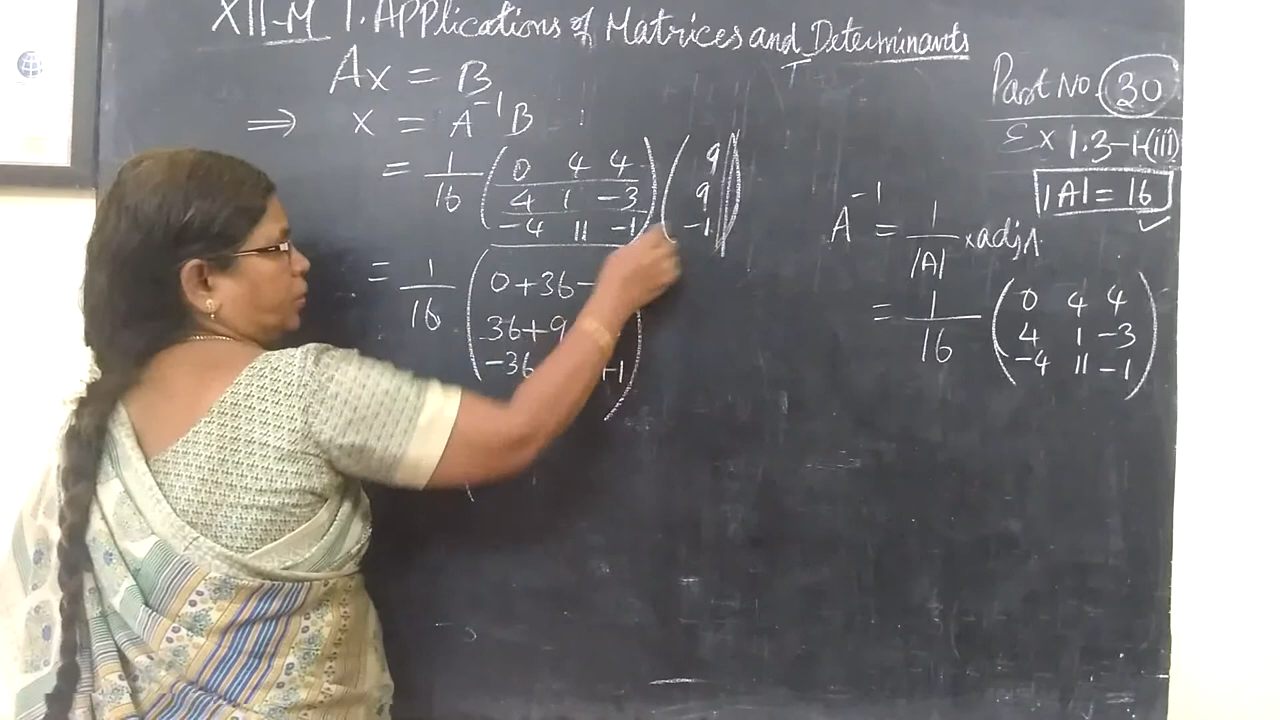 XII-M 1. Applications of Matrices and Determinants
Ax = B
⇒ x = A⁻¹B
= 1/16 (0 4 4) (9)
(4 1 -3) (9)
(-4 11 -1) (-1)
= 1/16 (0+36-
36+9
-36 +1)
Part No. 30
Ex 1.3-1-(iii)
|A| = 16
A⁻¹ = 1/|A| × adj A
= 1/16 (0 4 4)
(4 1 -3)
(-4 11 -1)